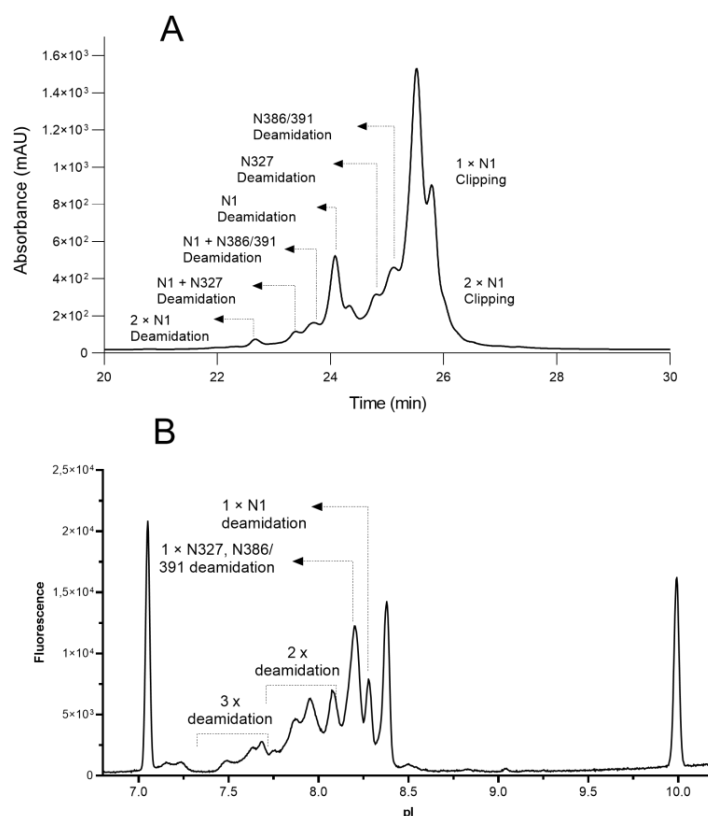 A
1.6×10³
1.4×10³
1.2×10³
1×10³
8×10²
6×10²
4×10²
2×10²
0
Absorbance (mAU)
N386/391
Deamidation
N327
Deamidation
N1
Deamidation
N1 + N386/391
Deamidation
N1 + N327
Deamidation
2 × N1
Deamidation
1 × N1
Clipping
2 × N1
Clipping
20 22 24 26 28 30
Time (min)
B
2,5×10⁴
2,0×10⁴
1,5×10⁴
1,0×10⁴
5×10³
0
Fluorescence
1 × N1
deamidation
1 × N327, N386/
391 deamidation
2 x
deamidation
3 x
deamidation
7.0 7.5 8.0 8.5 9.0 9.5 10.0
pI